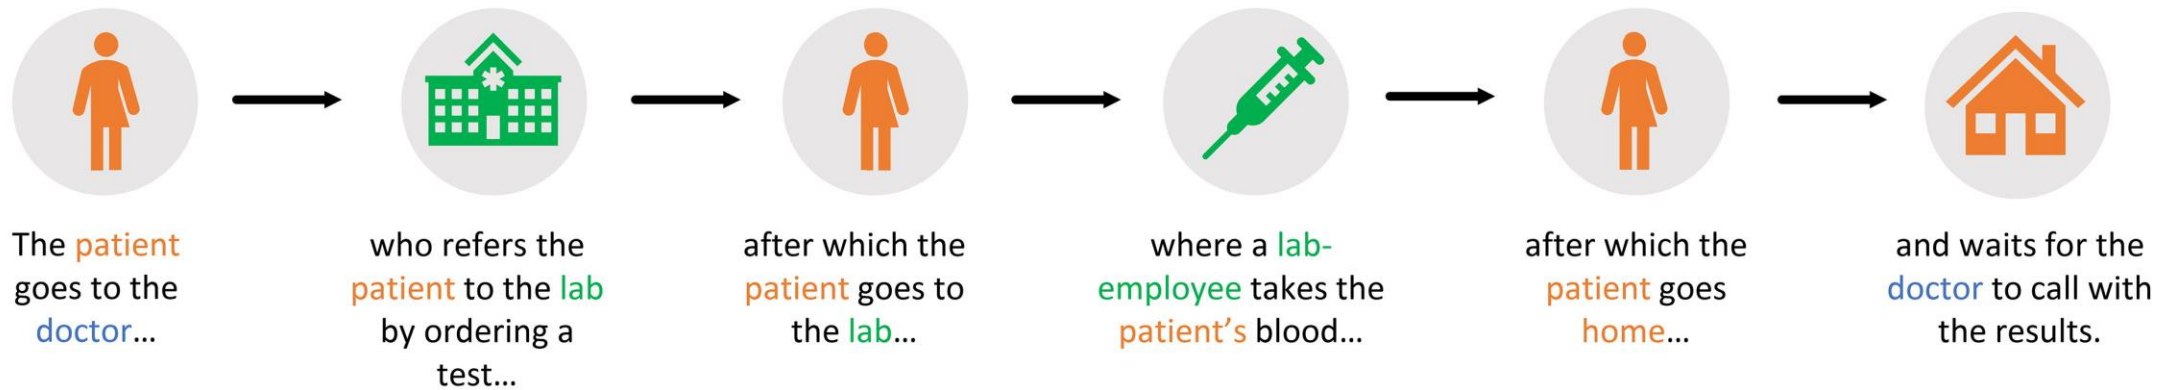 The patient
goes to the
doctor...
who refers the
patient to the lab
by ordering a
test...
after which the
patient goes to
the lab...
where a lab-
employee takes the
patient's blood...
after which the
patient goes
home...
and waits for the
doctor to call with
the results.